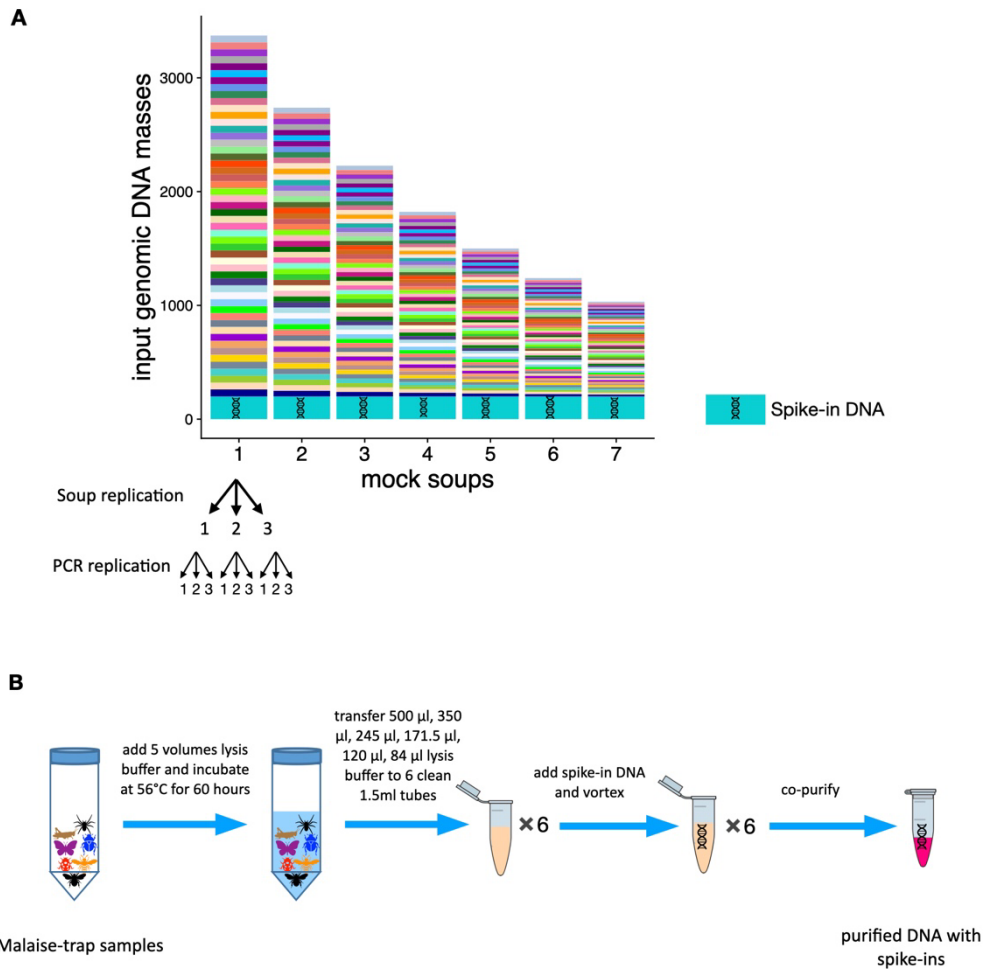 A
input genomic DNA masses
3000
2000
1000
0
1 2 3 4 5 6 7
mock soups
Spike-in DNA
Soup replication
1 2 3
PCR replication
1 2 3 1 2 3 1 2 3
B
add 5 volumes lysis
buffer and incubate
at 56°C for 60 hours
transfer 500 µl, 350
µl, 245 µl, 171.5 µl,
120 µl, 84 µl lysis
buffer to 6 clean
1.5ml tubes
×6
add spike-in DNA
and vortex
×6
co-purify
Malaise-trap samples
purified DNA with
spike-ins